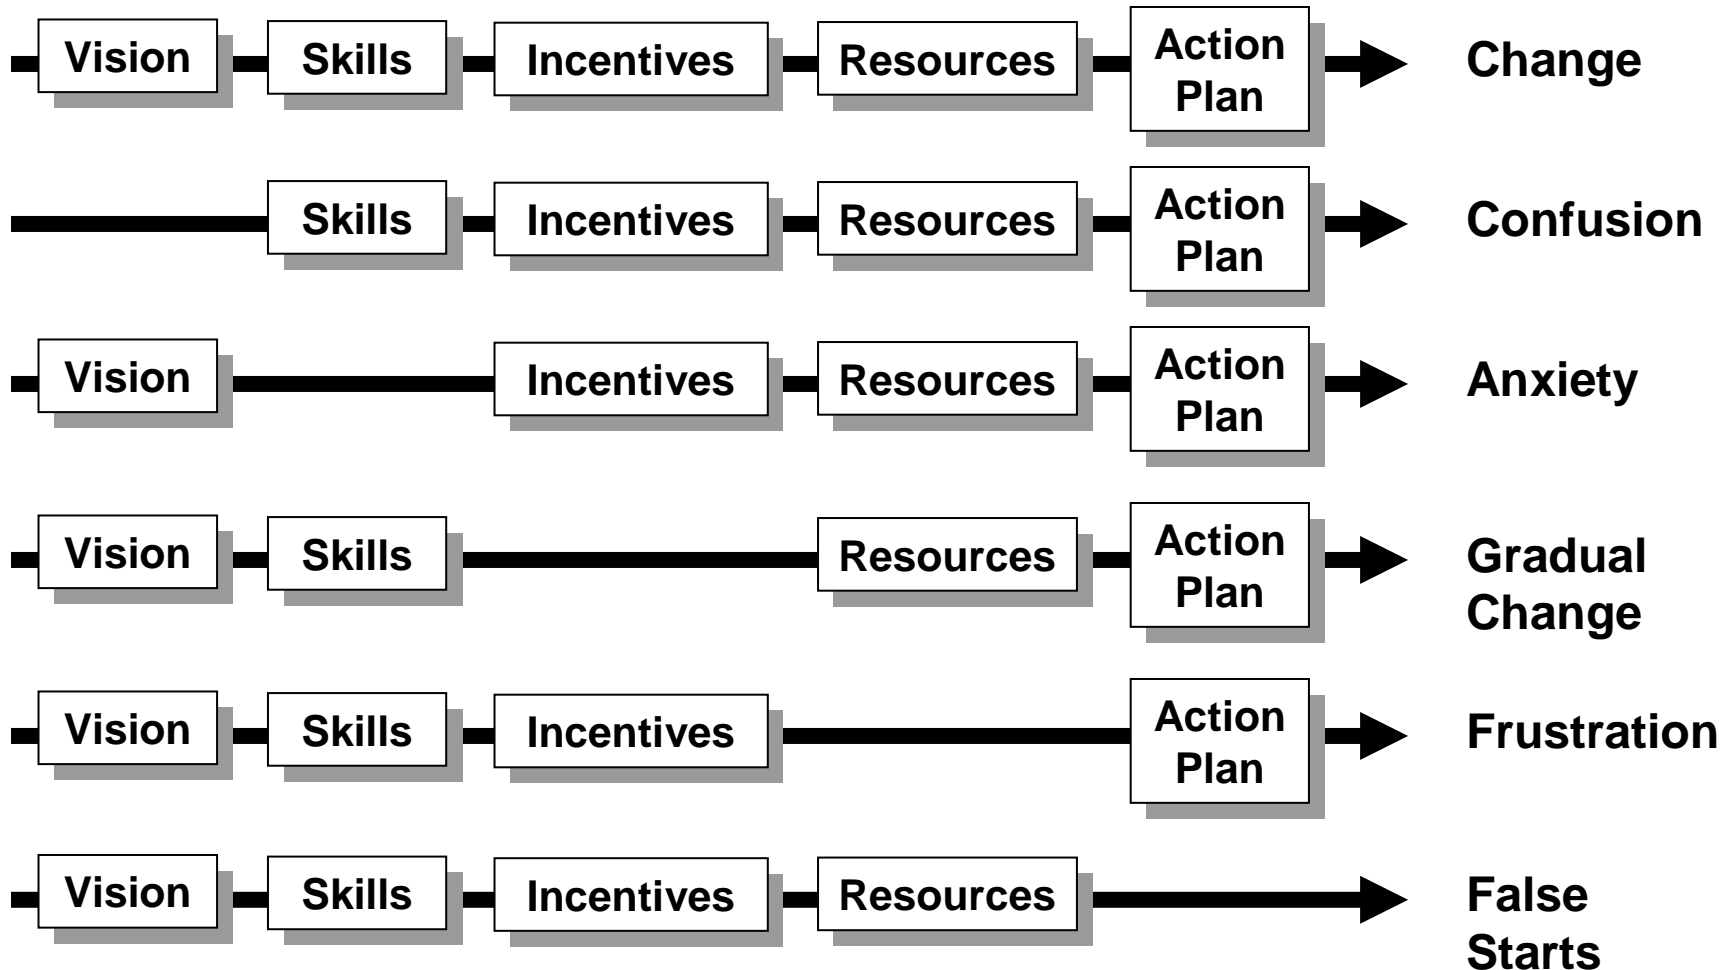 Vision Skills Incentives Resources Action Plan Change
Skills Incentives Resources Action Plan Confusion
Vision Incentives Resources Action Plan Anxiety
Vision Skills Resources Action Plan Gradual Change
Vision Skills Incentives Action Plan Frustration
Vision Skills Incentives Resources False Starts